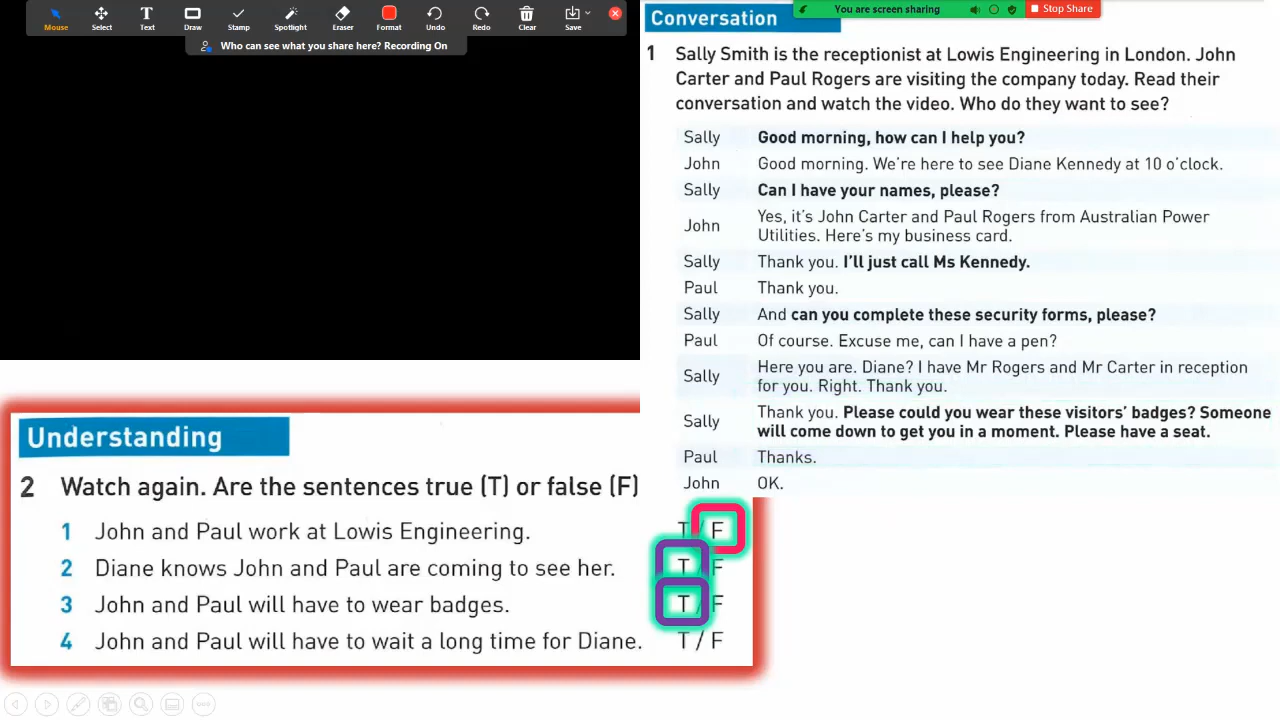 Mouse Select Text Draw Stamp Spotlight Eraser Format Undo Redo Clear Save
Who can see what you share here? Recording On
You are screen sharing Stop Share
Conversation
1 Sally Smith is the receptionist at Lowis Engineering in London. John
Carter and Paul Rogers are visiting the company today. Read their
conversation and watch the video. Who do they want to see?
Sally Good morning, how can I help you?
John Good morning. We're here to see Diane Kennedy at 10 o'clock.
Sally Can I have your names, please?
John Yes, it's John Carter and Paul Rogers from Australian Power
Utilities. Here's my business card.
Sally Thank you. I'll just call Ms Kennedy.
Paul Thank you.
Sally And can you complete these security forms, please?
Paul Of course. Excuse me, can I have a pen?
Sally Here you are. Diane? I have Mr Rogers and Mr Carter in reception
for you. Right. Thank you.
Sally Thank you. Please could you wear these visitors' badges? Someone
will come down to get you in a moment. Please have a seat.
Paul Thanks.
John OK.
Understanding
2 Watch again. Are the sentences true (T) or false (F)
1 John and Paul work at Lowis Engineering. T / F
2 Diane knows John and Paul are coming to see her. T / F
3 John and Paul will have to wear badges. T / F
4 John and Paul will have to wait a long time for Diane. T / F